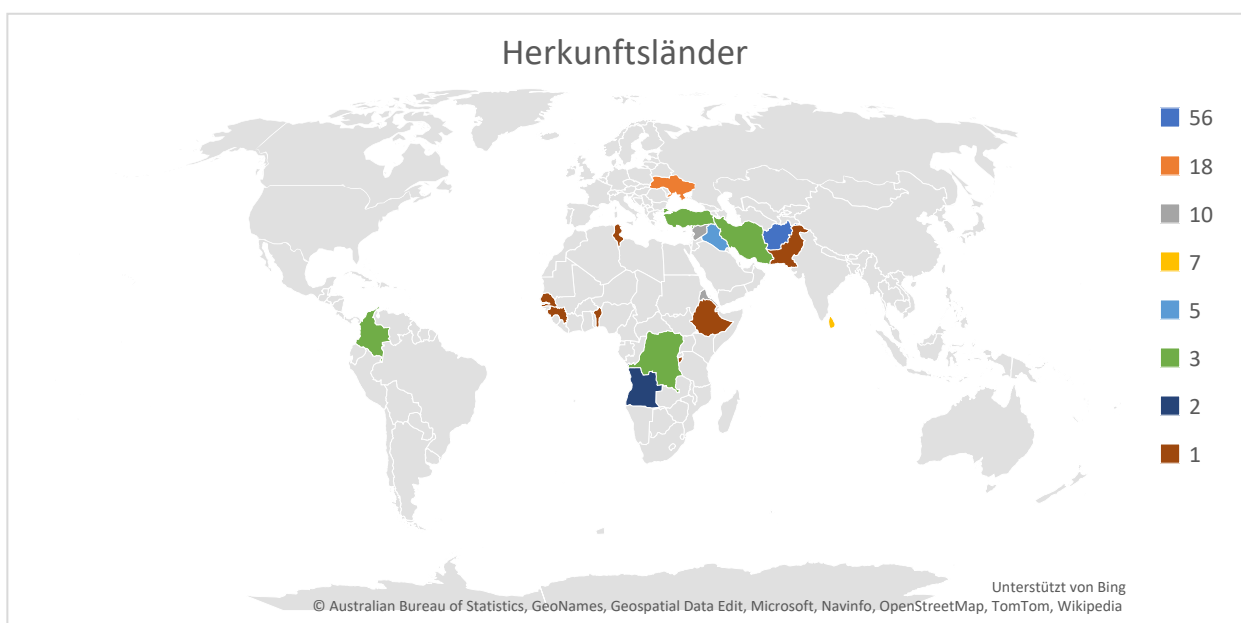 Herkunftsländer
56
18
10
7
5
3
2
1
Unterstützt von Bing
© Australian Bureau of Statistics, GeoNames, Geospatial Data Edit, Microsoft, Navinfo, OpenStreetMap, TomTom, Wikipedia